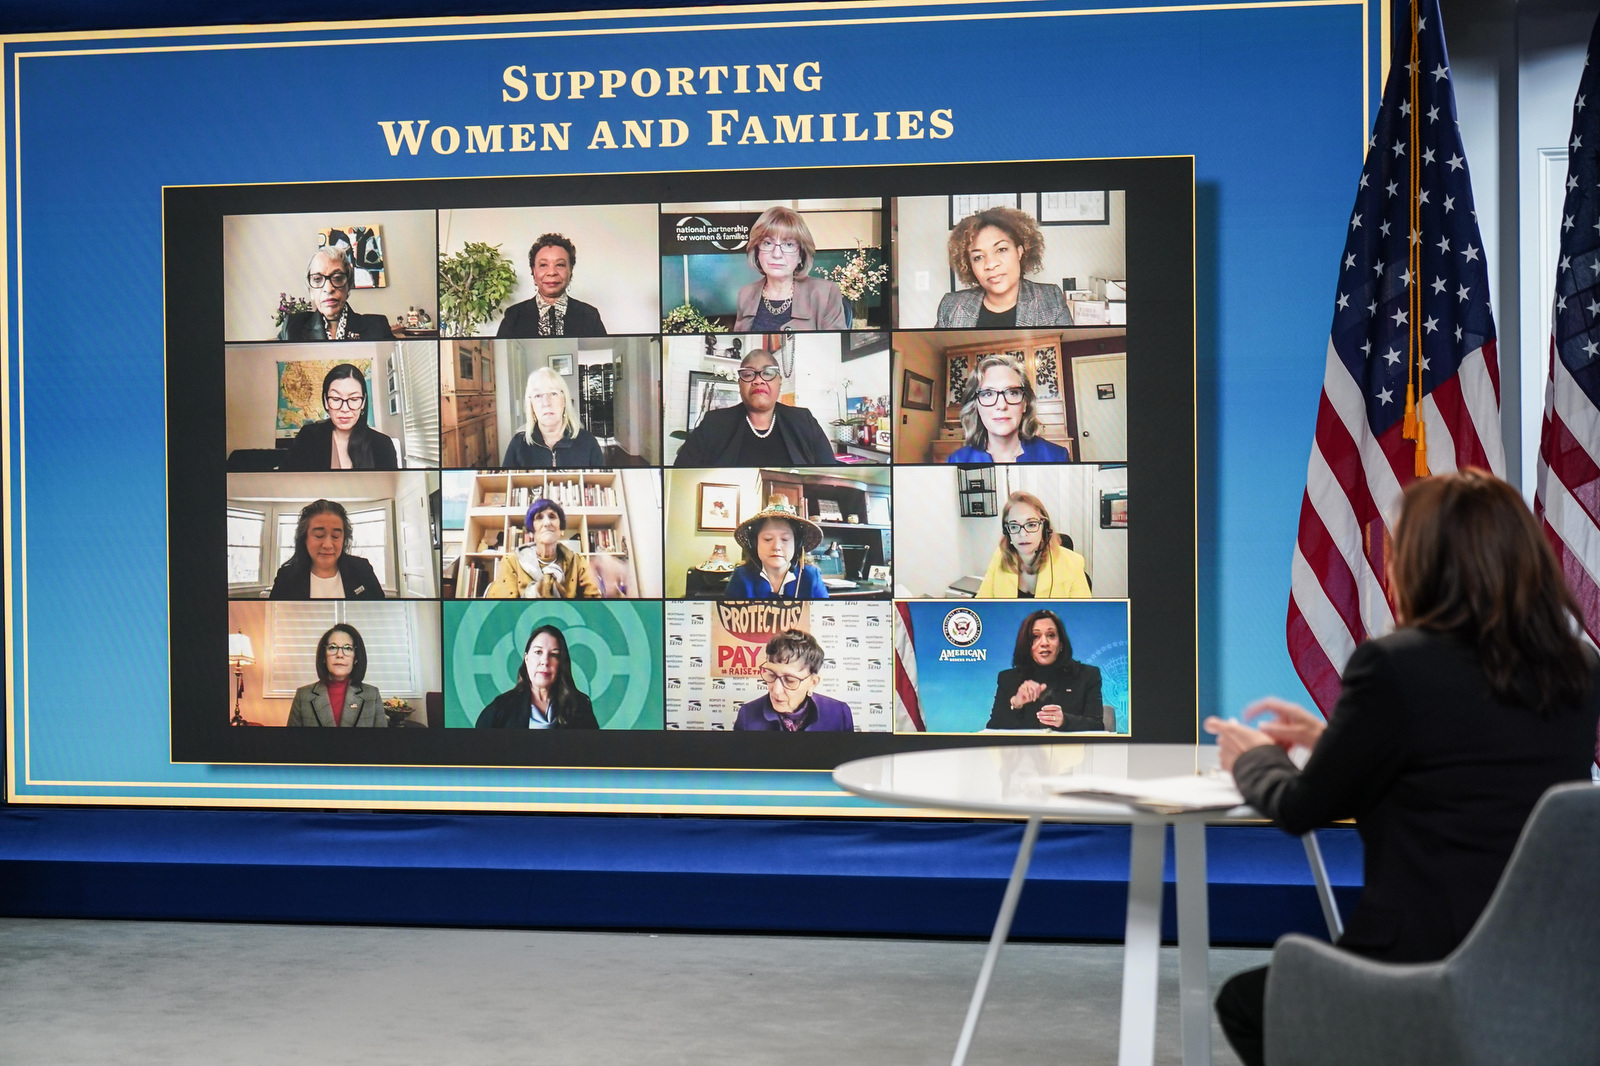 SUPPORTING
WOMEN AND FAMILIES
national partnership
for women & families
PROTECT US
PAY
RAISE
SEIU
AMERICAN
RESCUE PLAN